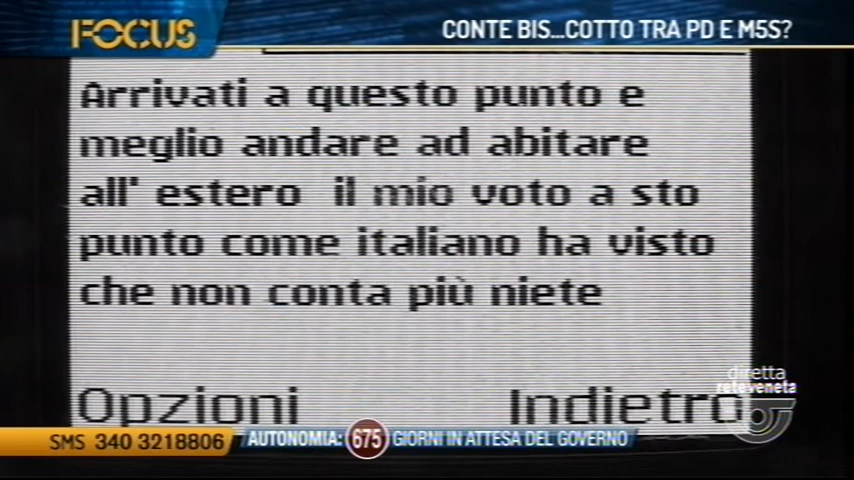 FOCUS
CONTE BIS...COTTO TRA PD E M5S?
Arrivati a questo punto e
meglio andare ad abitare
all' estero il mio voto a sto
punto come italiano ha visto
che non conta più niete
Opzioni Indietro
diretta
reteveneta
SMS 340 3218806
AUTONOMIA: 675 GIORNI IN ATTESA DEL GOVERNO